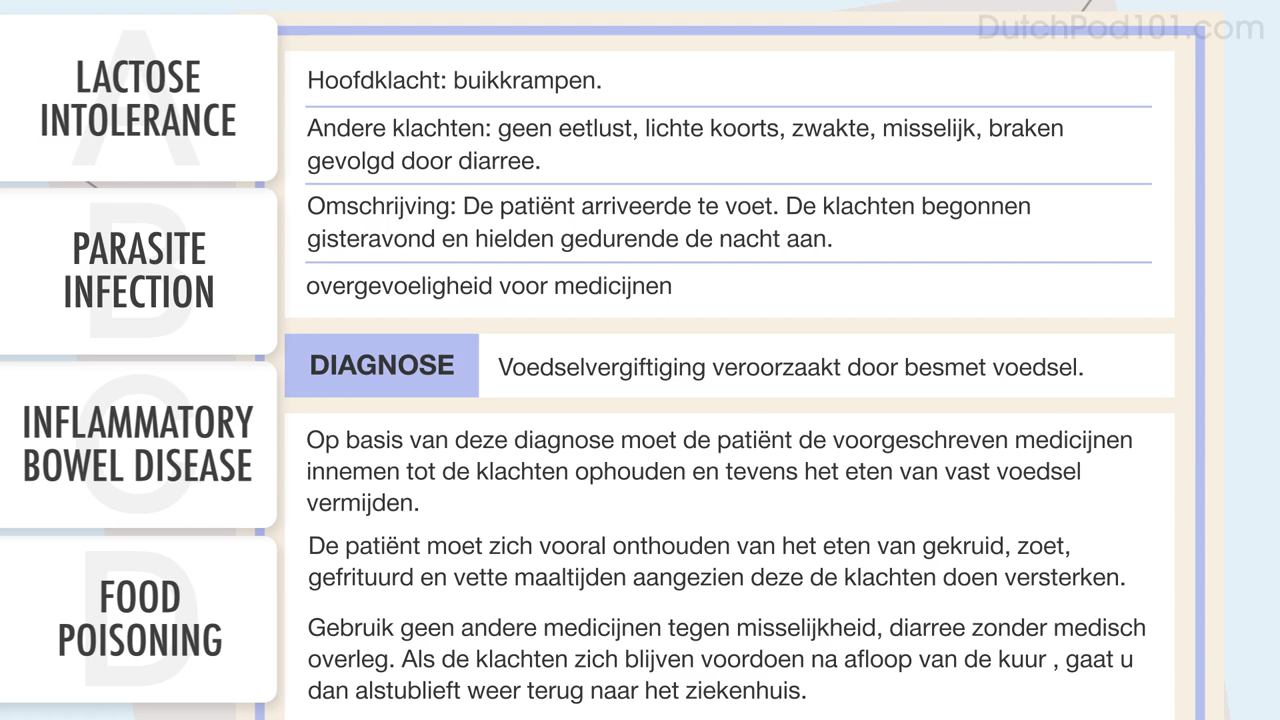 DutchPod101.com
A
LACTOSE
INTOLERANCE
B
PARASITE
INFECTION
C
INFLAMMATORY
BOWEL DISEASE
D
FOOD
POISONING
Hoofdklacht: buikkrampen.
Andere klachten: geen eetlust, lichte koorts, zwakte, misselijk, braken
gevolgd door diarree.
Omschrijving: De patiënt arriveerde te voet. De klachten begonnen
gisteravond en hielden gedurende de nacht aan.
overgevoeligheid voor medicijnen
DIAGNOSE
Voedselvergiftiging veroorzaakt door besmet voedsel.
Op basis van deze diagnose moet de patiënt de voorgeschreven medicijnen
innemen tot de klachten ophouden en tevens het eten van vast voedsel
vermijden.
De patiënt moet zich vooral onthouden van het eten van gekruid, zoet,
gefrituurd en vette maaltijden aangezien deze de klachten doen versterken.
Gebruik geen andere medicijnen tegen misselijkheid, diarree zonder medisch
overleg. Als de klachten zich blijven voordoen na afloop van de kuur , gaat u
dan alstublieft weer terug naar het ziekenhuis.